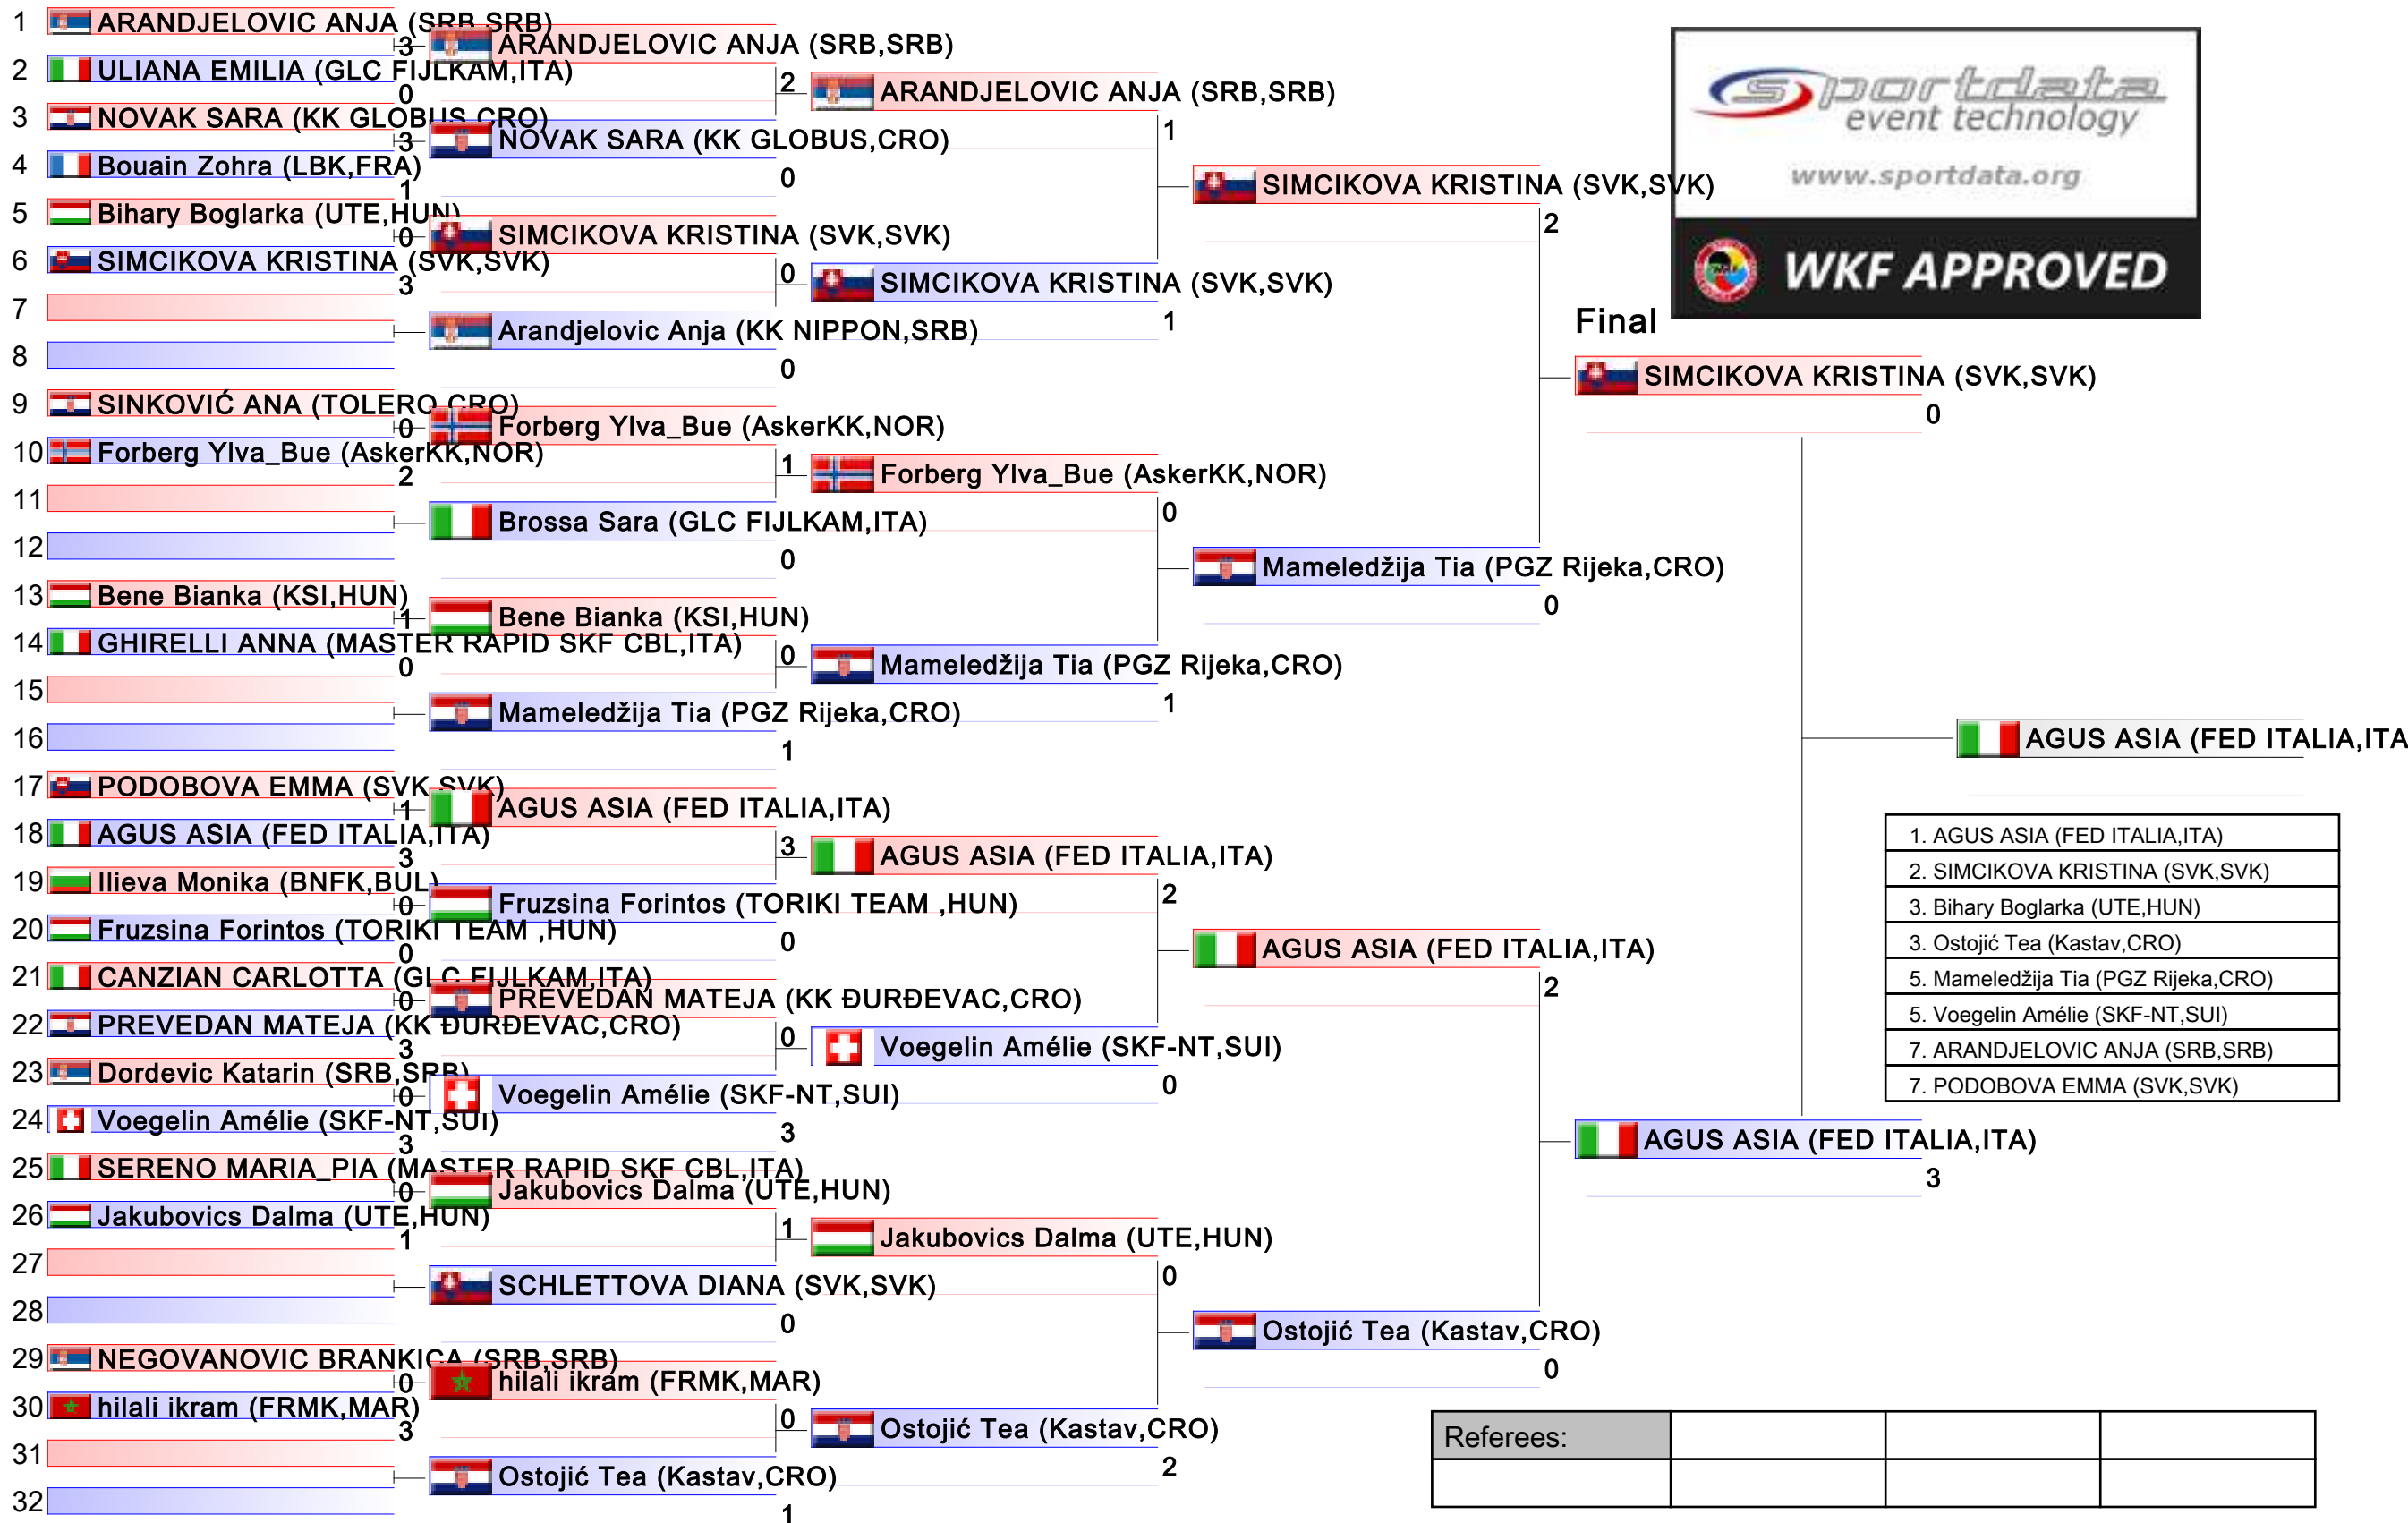 1 ARANDJELOVIC ANJA (SRB,SRB)
3
2 ULIANA EMILIA (GLC FIJLKAM,ITA)
0
3 NOVAK SARA (KK GLOBUS,CRO)
3
4 Bouain Zohra (LBK,FRA)
1
5 Bihary Boglarka (UTE,HUN)
0
6 SIMCIKOVA KRISTINA (SVK,SVK)
3
7
8
9 SINKOVIĆ ANA (TOLERO,CRO)
0
10 Forberg Ylva_Bue (AskerKK,NOR)
2
11
12
13 Bene Bianka (KSI,HUN)
1
14 GHIRELLI ANNA (MASTER RAPID SKF CBL,ITA)
0
15
16
17 PODOBOVA EMMA (SVK,SVK)
1
18 AGUS ASIA (FED ITALIA,ITA)
3
19 Ilieva Monika (BNFK,BUL)
0
20 Fruzsina Forintos (TORIKI TEAM ,HUN)
0
21 CANZIAN CARLOTTA (GLC FIJLKAM,ITA)
0
22 PREVEDAN MATEJA (KK ĐURĐEVAC,CRO)
3
23 Dordevic Katarin (SRB,SRB)
0
24 Voegelin Amélie (SKF-NT,SUI)
3
25 SERENO MARIA_PIA (MASTER RAPID SKF CBL,ITA)
0
26 Jakubovics Dalma (UTE,HUN)
1
27
28
29 NEGOVANOVIC BRANKICA (SRB,SRB)
0
30 hilali ikram (FRMK,MAR)
3
31
32
ARANDJELOVIC ANJA (SRB,SRB)
2
NOVAK SARA (KK GLOBUS,CRO)
0
SIMCIKOVA KRISTINA (SVK,SVK)
0
Arandjelovic Anja (KK NIPPON,SRB)
0
Forberg Ylva_Bue (AskerKK,NOR)
1
Brossa Sara (GLC FIJLKAM,ITA)
0
Bene Bianka (KSI,HUN)
0
Mameledžija Tia (PGZ Rijeka,CRO)
1
AGUS ASIA (FED ITALIA,ITA)
3
Fruzsina Forintos (TORIKI TEAM ,HUN)
0
PREVEDAN MATEJA (KK ĐURĐEVAC,CRO)
0
Voegelin Amélie (SKF-NT,SUI)
3
Jakubovics Dalma (UTE,HUN)
1
SCHLETTOVA DIANA (SVK,SVK)
0
hilali ikram (FRMK,MAR)
0
Ostojić Tea (Kastav,CRO)
1
ARANDJELOVIC ANJA (SRB,SRB)
1
SIMCIKOVA KRISTINA (SVK,SVK)
1
Forberg Ylva_Bue (AskerKK,NOR)
0
Mameledžija Tia (PGZ Rijeka,CRO)
1
AGUS ASIA (FED ITALIA,ITA)
2
Voegelin Amélie (SKF-NT,SUI)
0
Jakubovics Dalma (UTE,HUN)
0
Ostojić Tea (Kastav,CRO)
2
SIMCIKOVA KRISTINA (SVK,SVK)
2
Mameledžija Tia (PGZ Rijeka,CRO)
0
AGUS ASIA (FED ITALIA,ITA)
2
Ostojić Tea (Kastav,CRO)
0
sportdata
event technology
www.sportdata.org
WKF APPROVED
Final
SIMCIKOVA KRISTINA (SVK,SVK)
0
AGUS ASIA (FED ITALIA,ITA)
3
AGUS ASIA (FED ITALIA,ITA
1. AGUS ASIA (FED ITALIA,ITA)
2. SIMCIKOVA KRISTINA (SVK,SVK)
3. Bihary Boglarka (UTE,HUN)
3. Ostojić Tea (Kastav,CRO)
5. Mameledžija Tia (PGZ Rijeka,CRO)
5. Voegelin Amélie (SKF-NT,SUI)
7. ARANDJELOVIC ANJA (SRB,SRB)
7. PODOBOVA EMMA (SVK,SVK)
Referees: